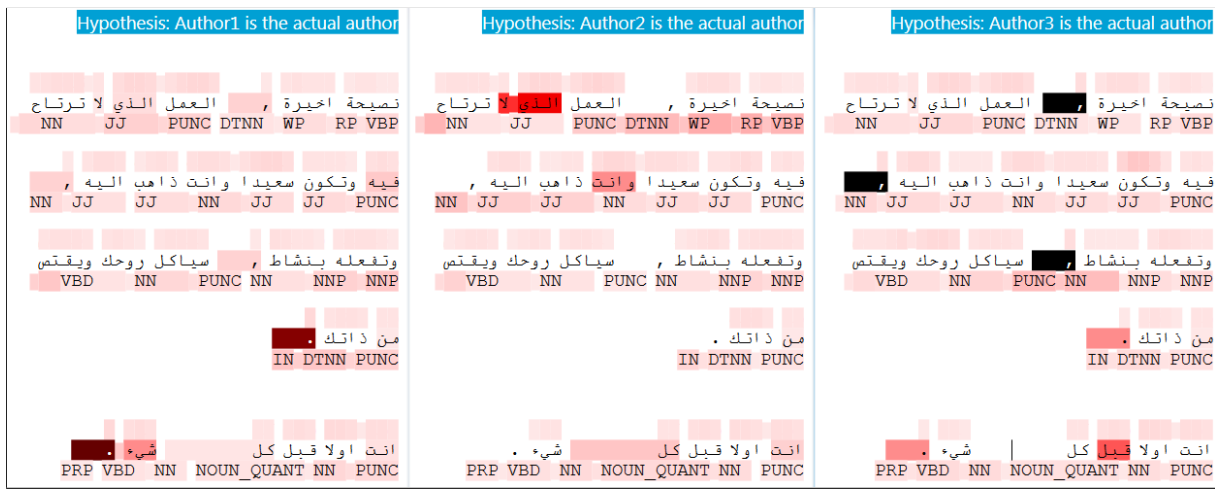 Hypothesis: Author1 is the actual author
نصيحة اخيرة , العمل الذي لا ترتاح
NN JJ PUNC DTNN WP RP VBP
فيه وتكون سعيدا وانت ذاهب اليه ,
NN JJ JJ NN JJ JJ PUNC
وتفعله بنشاط , سياكل روحك ويقتص
VBD NN PUNC NN NNP NNP
من ذاتك .
IN DTNN PUNC
انت اولا قبل كل شيء .
PRP VBD NN NOUN_QUANT NN PUNC
Hypothesis: Author2 is the actual author
نصيحة اخيرة , العمل الذي لا ترتاح
NN JJ PUNC DTNN WP RP VBP
فيه وتكون سعيدا وانت ذاهب اليه ,
NN JJ JJ NN JJ JJ PUNC
وتفعله بنشاط , سياكل روحك ويقتص
VBD NN PUNC NN NNP NNP
من ذاتك .
IN DTNN PUNC
انت اولا قبل كل شيء .
PRP VBD NN NOUN_QUANT NN PUNC
Hypothesis: Author3 is the actual author
نصيحة اخيرة , العمل الذي لا ترتاح
NN JJ PUNC DTNN WP RP VBP
فيه وتكون سعيدا وانت ذاهب اليه ,
NN JJ JJ NN JJ JJ PUNC
وتفعله بنشاط , سياكل روحك ويقتص
VBD NN PUNC NN NNP NNP
من ذاتك .
IN DTNN PUNC
انت اولا قبل كل شيء .
PRP VBD NN NOUN_QUANT NN PUNC